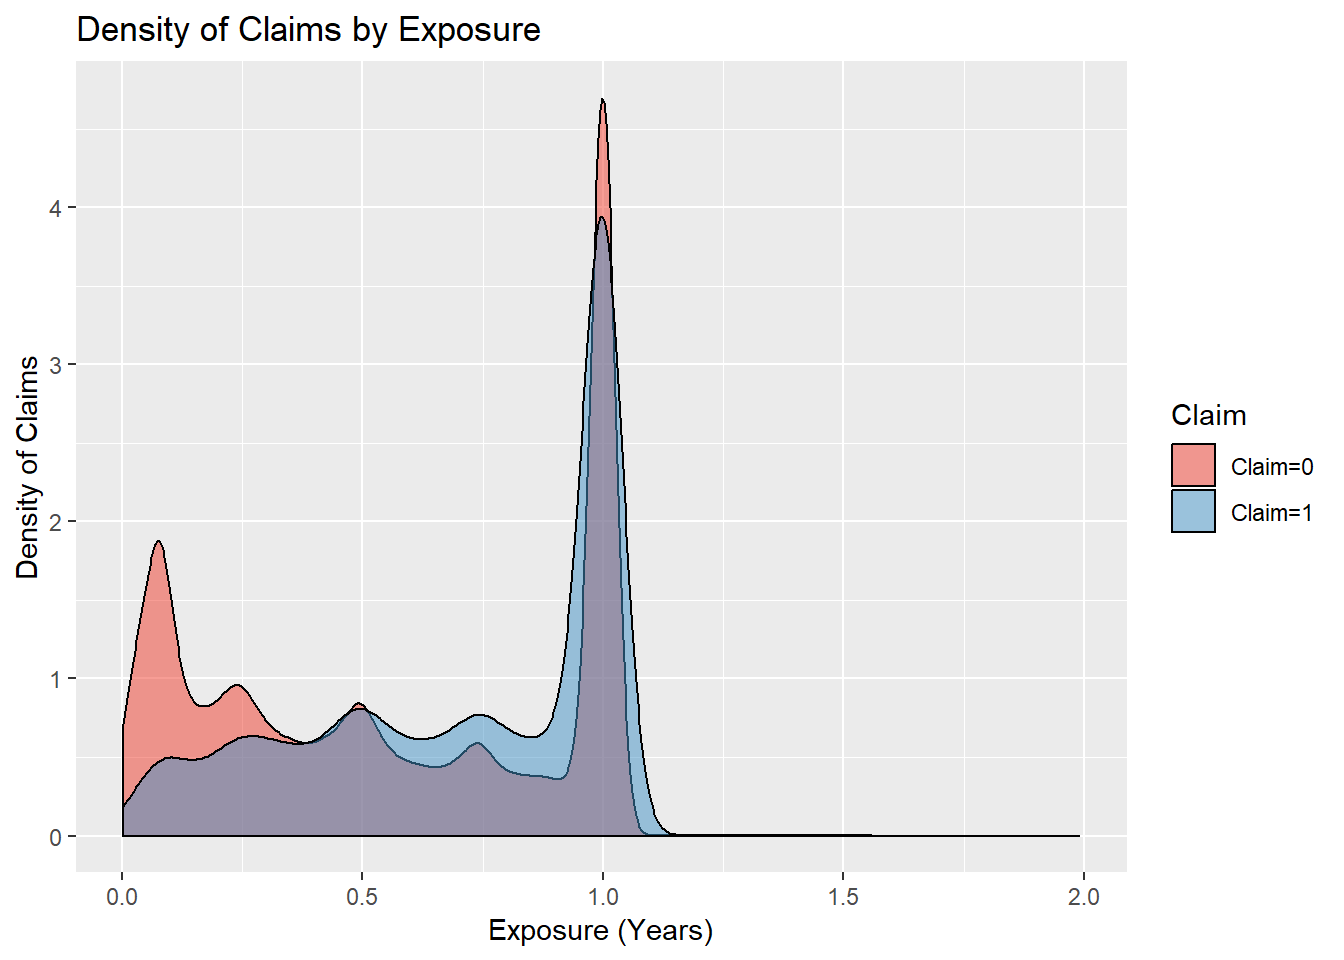 Density of Claims by Exposure
Density of Claims
4
3
2
1
0
0.0 0.5 1.0 1.5 2.0
Exposure (Years)
Claim
Claim=0
Claim=1